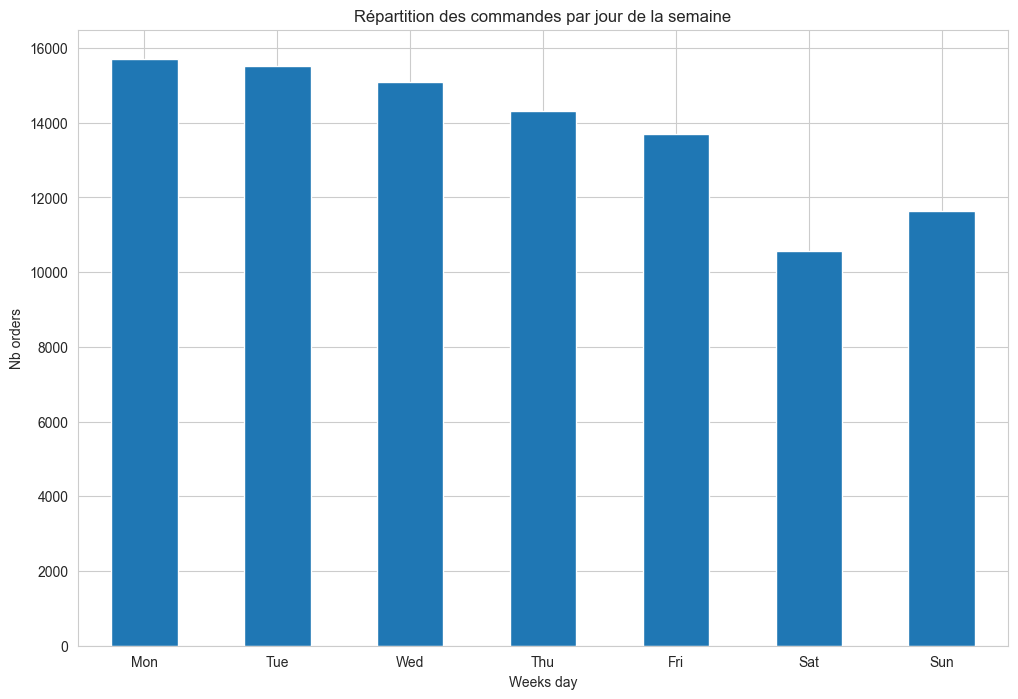 Répartition des commandes par jour de la semaine
16000
14000
12000
10000
8000
6000
4000
2000
0
Nb orders
Mon Tue Wed Thu Fri Sat Sun
Weeks day